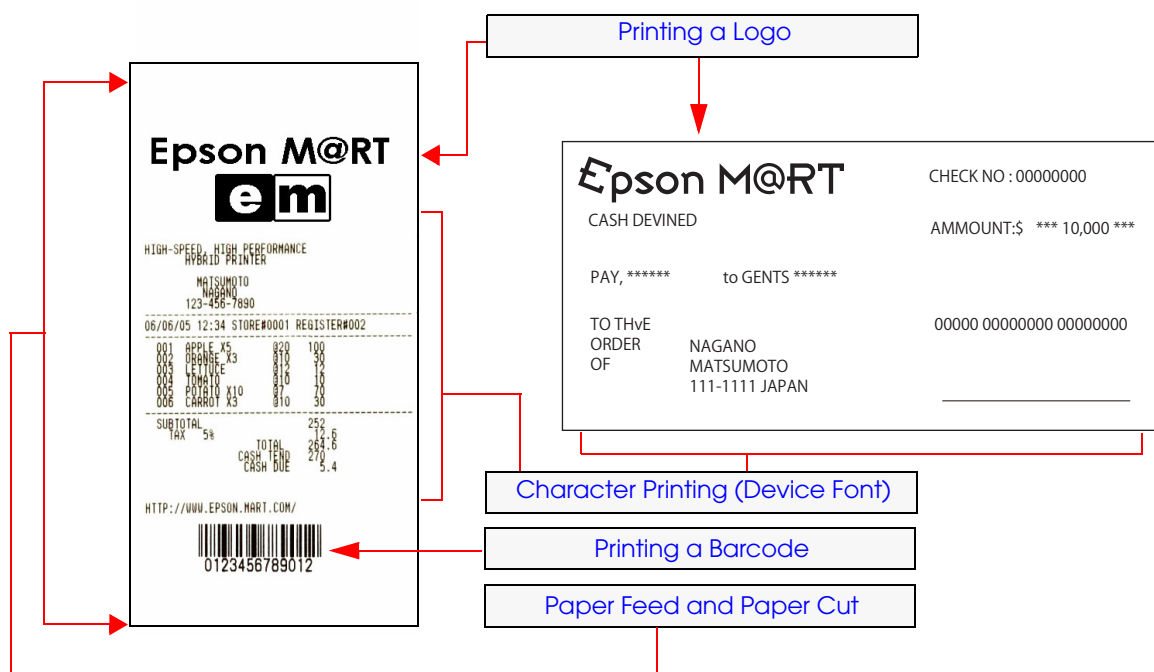 Printing a Logo
Epson M@RT
em
HIGH-SPEED, HIGH PERFORMANCE
HYBRID PRINTER
MATSUMOTO
NAGANO
123-456-7890
06/06/05 12:34 STORE#0001 REGISTER#002
001 APPLE X5 @20 100
002 ORANGE X3 @10 30
003 LETTUCE @12 12
004 TOMATO @10 10
005 POTATO X10 @7 70
006 CARROT X3 @10 30
SUBTOTAL 252
TAX 5% 12.6
TOTAL 264.6
CASH TEND 270
CASH DUE 5.4
HTTP://WWW.EPSON.MART.COM/
0123456789012
Epson M@RT
CHECK NO : 00000000
CASH DEVINED
AMMOUNT:$ *** 10,000 ***
PAY, ****** to GENTS ******
TO THvE
ORDER
OF
NAGANO
MATSUMOTO
111-1111 JAPAN
00000 00000000 00000000
Character Printing (Device Font)
Printing a Barcode
Paper Feed and Paper Cut